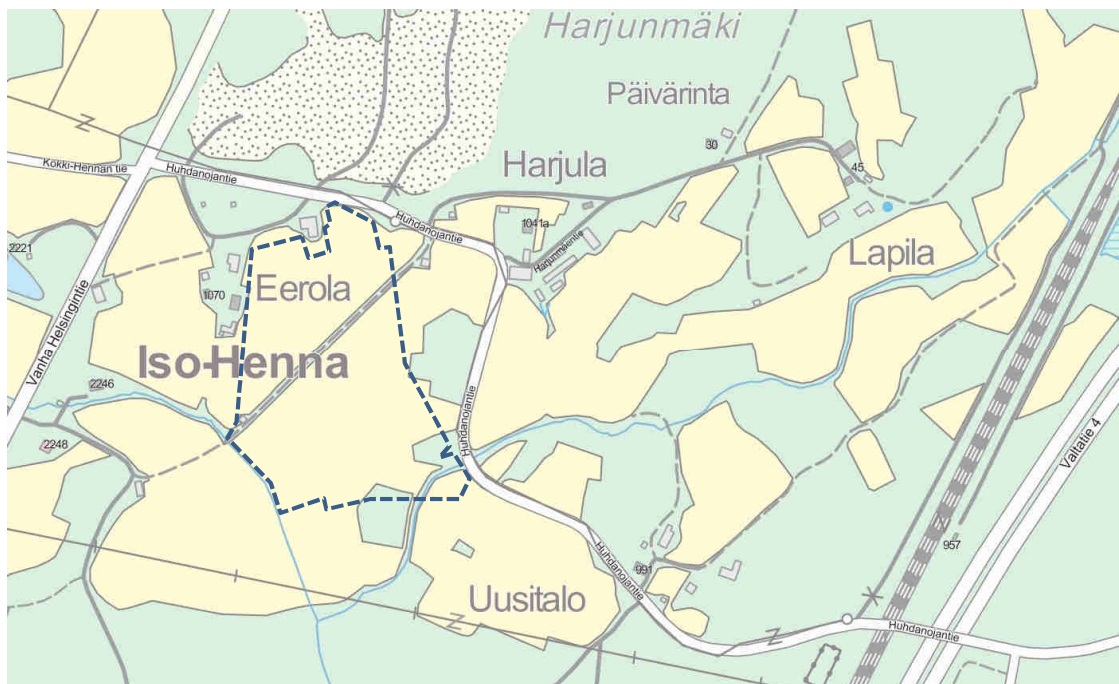 Harjunmäki
Päivärinta
30
Harjula
45
Kokki-Hennan tie
Huhdanojantie
Huhdanojantie
1041a
Harjunmäentie
2221
Lapila
1070
Eerola
Vanha Helsingintie
Iso-Henna
2246
2248
Huhdanojantie
Valtatie 4
957
991
Huhdanojantie
Uusitalo
Huhdanojantie